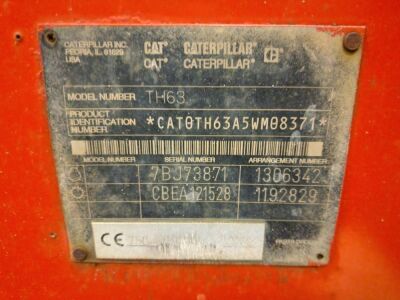 CATERPILLAR INC.
PEORIA, IL 61629
USA
CAT® CATERPILLAR
CAT® CATERPILLAR®
MODEL NUMBER TH63
PRODUCT
IDENTIFICATION
NUMBER *CAT0TH63A5WM08371*
MODEL NUMBER SERIAL NUMBER ARRANGEMENT NUMBER
7BJ73871 1306342
CBEA121528 1192829
CE